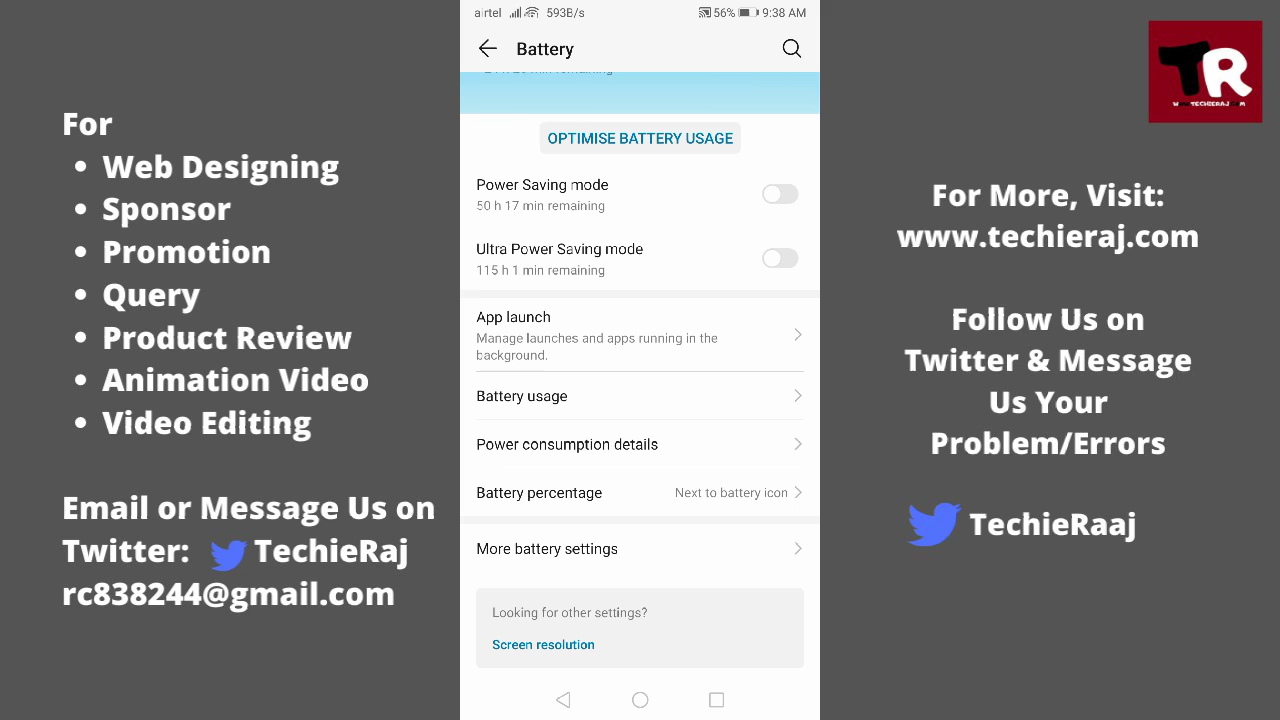 For
• Web Designing
• Sponsor
• Promotion
• Query
• Product Review
• Animation Video
• Video Editing
Email or Message Us on
Twitter: TechieRaj
rc838244@gmail.com
airtel 593B/s 56% 9:38 AM
Battery
OPTIMISE BATTERY USAGE
Power Saving mode
50 h 17 min remaining
Ultra Power Saving mode
115 h 1 min remaining
App launch
Manage launches and apps running in the
background.
Battery usage
Power consumption details
Battery percentage Next to battery icon
More battery settings
Looking for other settings?
Screen resolution
TR
WWW.TECHIERAJ.COM
For More, Visit:
www.techieraj.com
Follow Us on
Twitter & Message
Us Your
Problem/Errors
TechieRaaj